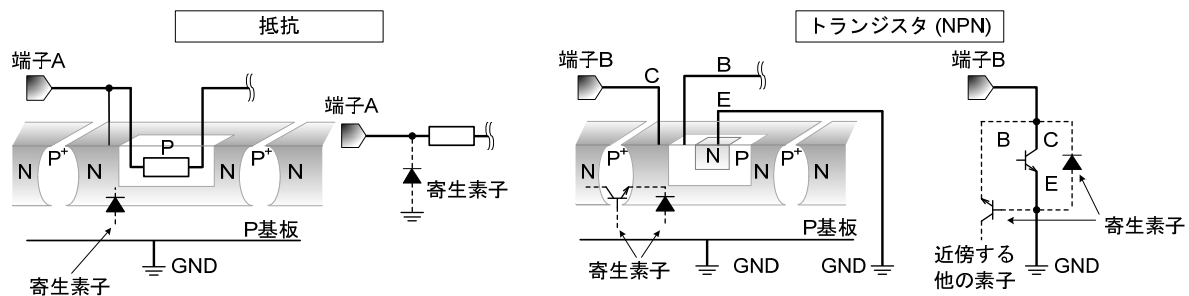 抵抗
端子A
N
P⁺
N
P
N
P⁺
N
P基板
GND
寄生素子
端子A
寄生素子
トランジスタ (NPN)
端子B
C
B
E
N
P⁺
N
N
P
N
P⁺
N
P基板
寄生素子
GND
GND
端子B
B
C
E
寄生素子
近傍する
他の素子
GND